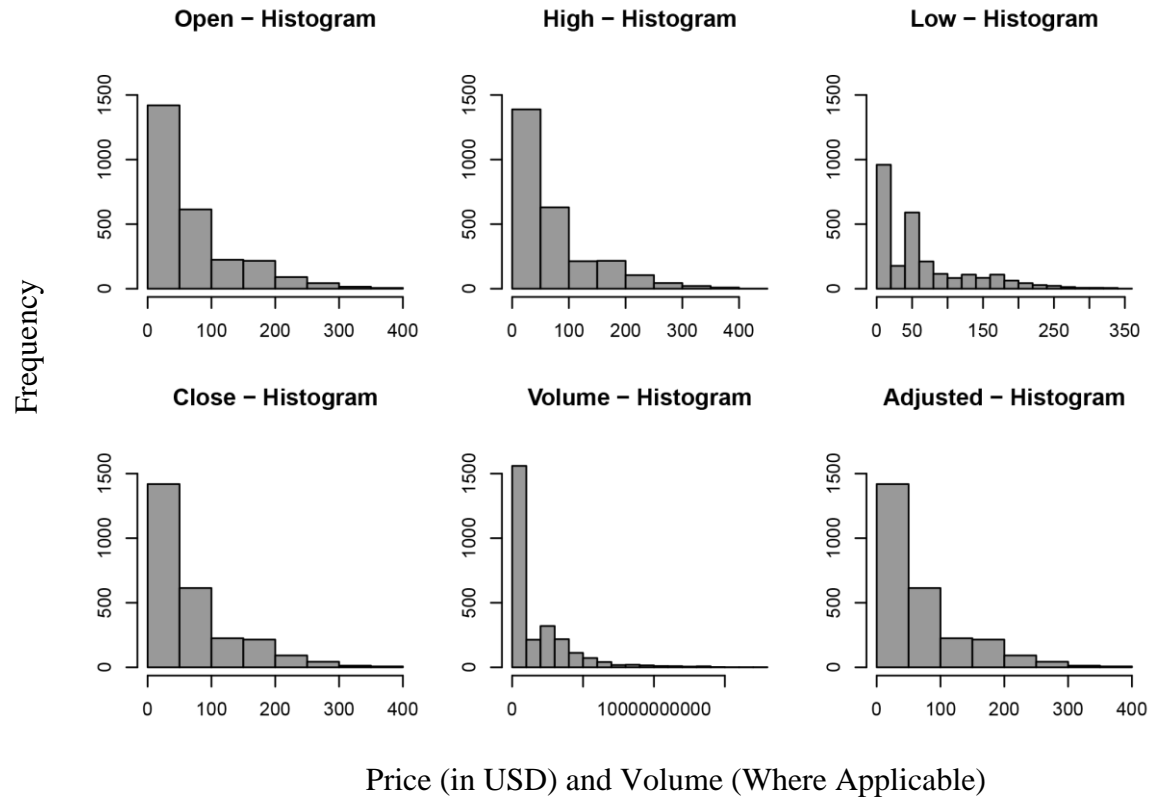 Open − Histogram
High − Histogram
Low − Histogram
0 500 1000 1500
0 100 200 300 400
0 500 1000 1500
0 100 200 300 400
0 500 1000 1500
0 50 150 250 350
Frequency
Close − Histogram
Volume − Histogram
Adjusted − Histogram
0 500 1000 1500
0 100 200 300 400
0 500 1000 1500
0 10000000000
0 500 1000 1500
0 100 200 300 400
Price (in USD) and Volume (Where Applicable)